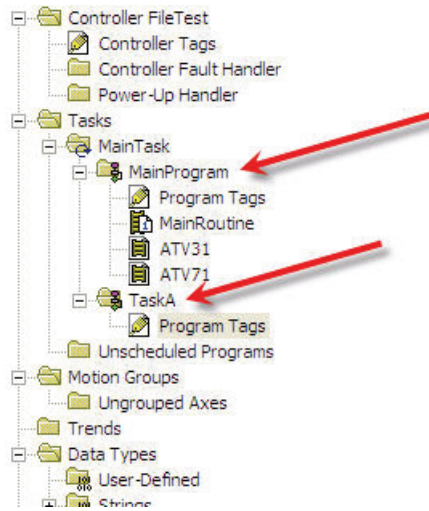 Controller FileTest
Controller Tags
Controller Fault Handler
Power-Up Handler
Tasks
MainTask
MainProgram
Program Tags
MainRoutine
ATV31
ATV71
TaskA
Program Tags
Unscheduled Programs
Motion Groups
Ungrouped Axes
Trends
Data Types
User-Defined
Strings